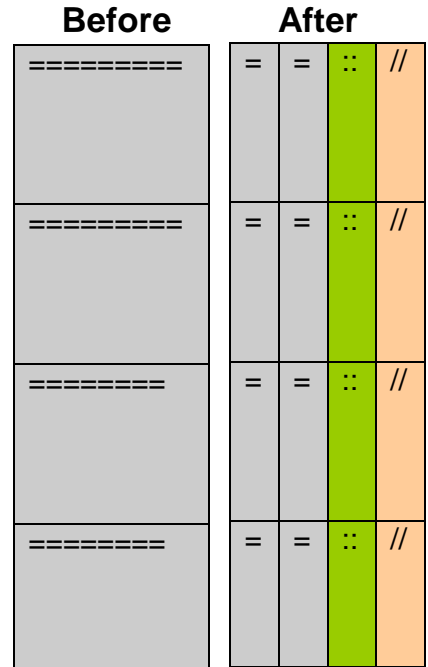 Before After
========= = = :: //
========= = = :: //
======== = = :: //
======== = = :: //